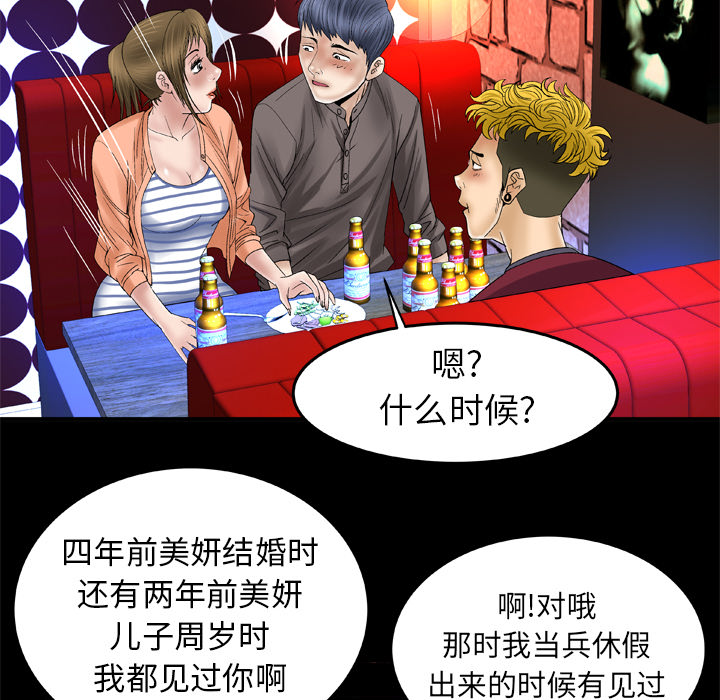 嗯?
什么时候?
四年前美妍结婚时
还有两年前美妍
儿子周岁时
我都见过你啊
啊!对哦
那时我当兵休假
出来的时候有见过